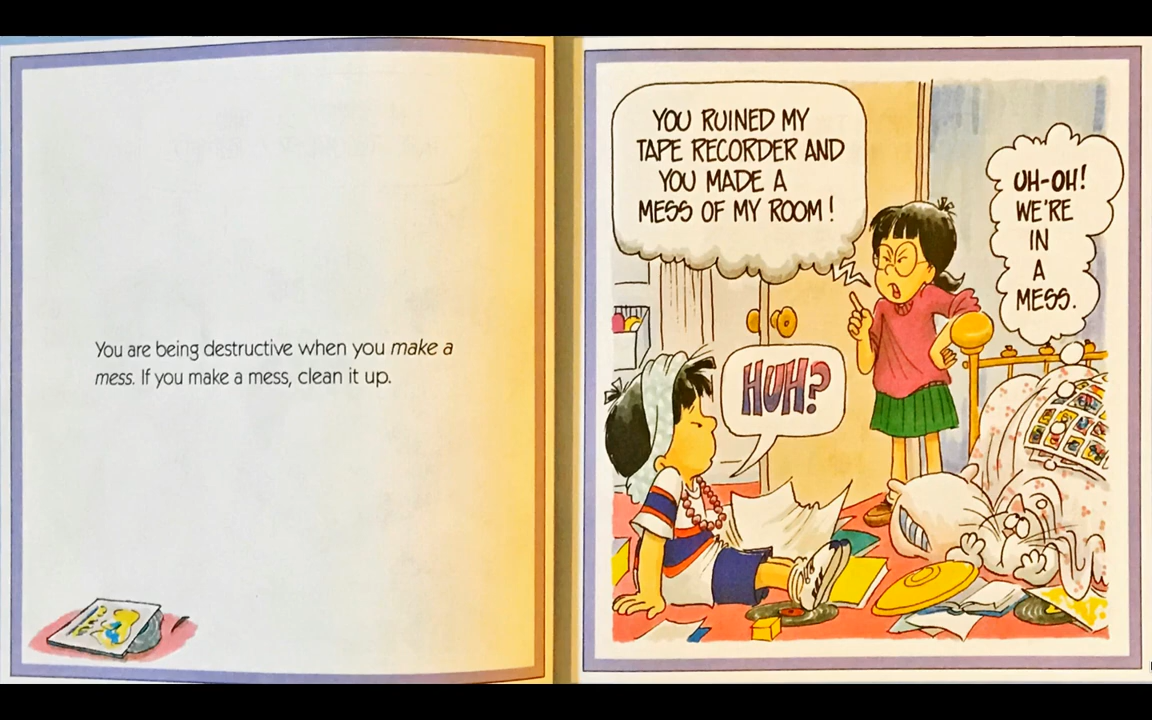 You are being destructive when you make a
mess. If you make a mess, clean it up.
YOU RUINED MY
TAPE RECORDER AND
YOU MADE A
MESS OF MY ROOM!
UH-OH!
WE'RE
IN
A
MESS.
HUH?